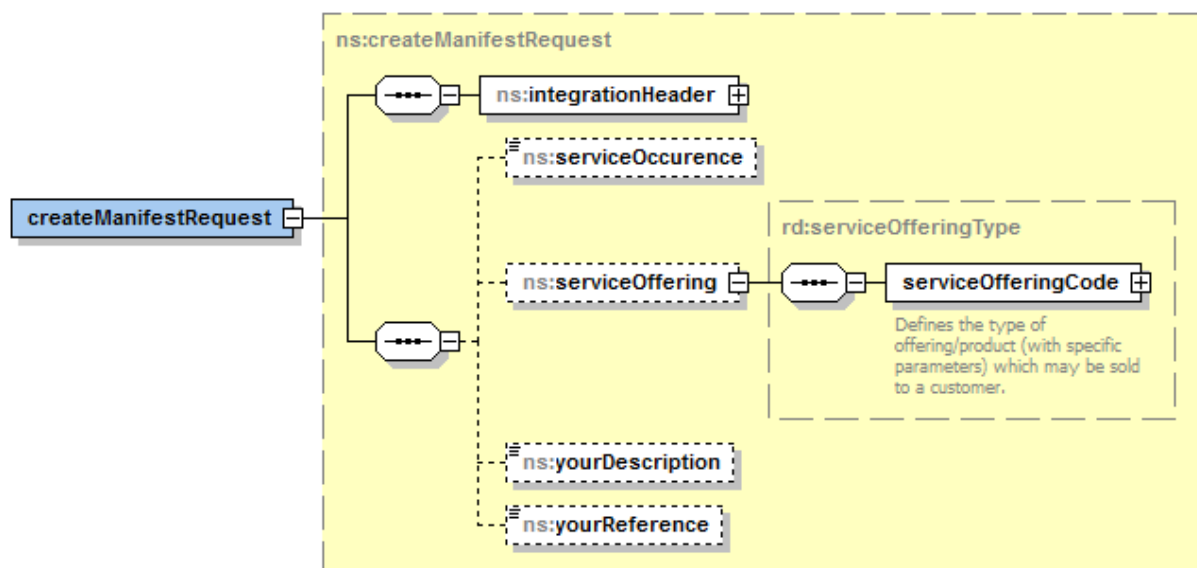 ns:createManifestRequest
ns:integrationHeader
ns:serviceOccurence
createManifestRequest
rd:serviceOfferingType
ns:serviceOffering
serviceOfferingCode
Defines the type of
offering/product (with specific
parameters) which may be sold
to a customer.
ns:yourDescription
ns:yourReference